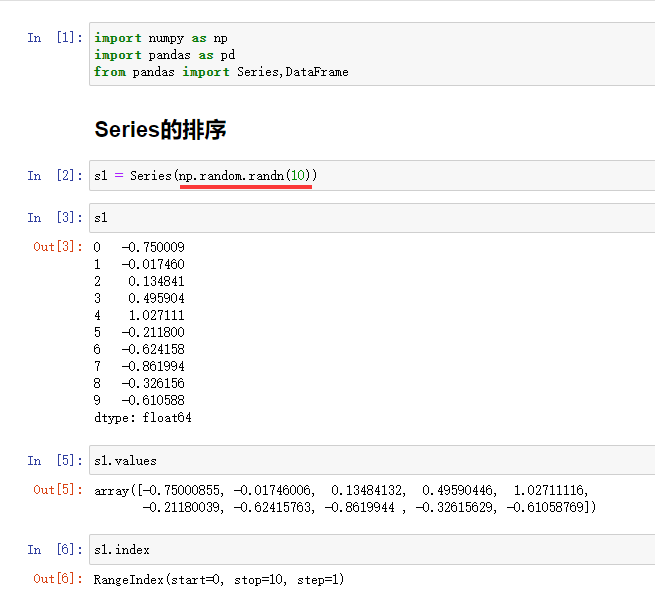 In [1]: import numpy as np
import pandas as pd
from pandas import Series,DataFrame
Series的排序
In [2]: s1 = Series(np.random.randn(10))
In [3]: s1
Out[3]: 0 -0.750009
1 -0.017460
2 0.134841
3 0.495904
4 1.027111
5 -0.211800
6 -0.624158
7 -0.861994
8 -0.326156
9 -0.610588
dtype: float64
In [5]: s1.values
Out[5]: array([-0.75000855, -0.01746006, 0.13484132, 0.49590446, 1.02711116,
-0.21180039, -0.62415763, -0.8619944 , -0.32615629, -0.61058769])
In [6]: s1.index
Out[6]: RangeIndex(start=0, stop=10, step=1)